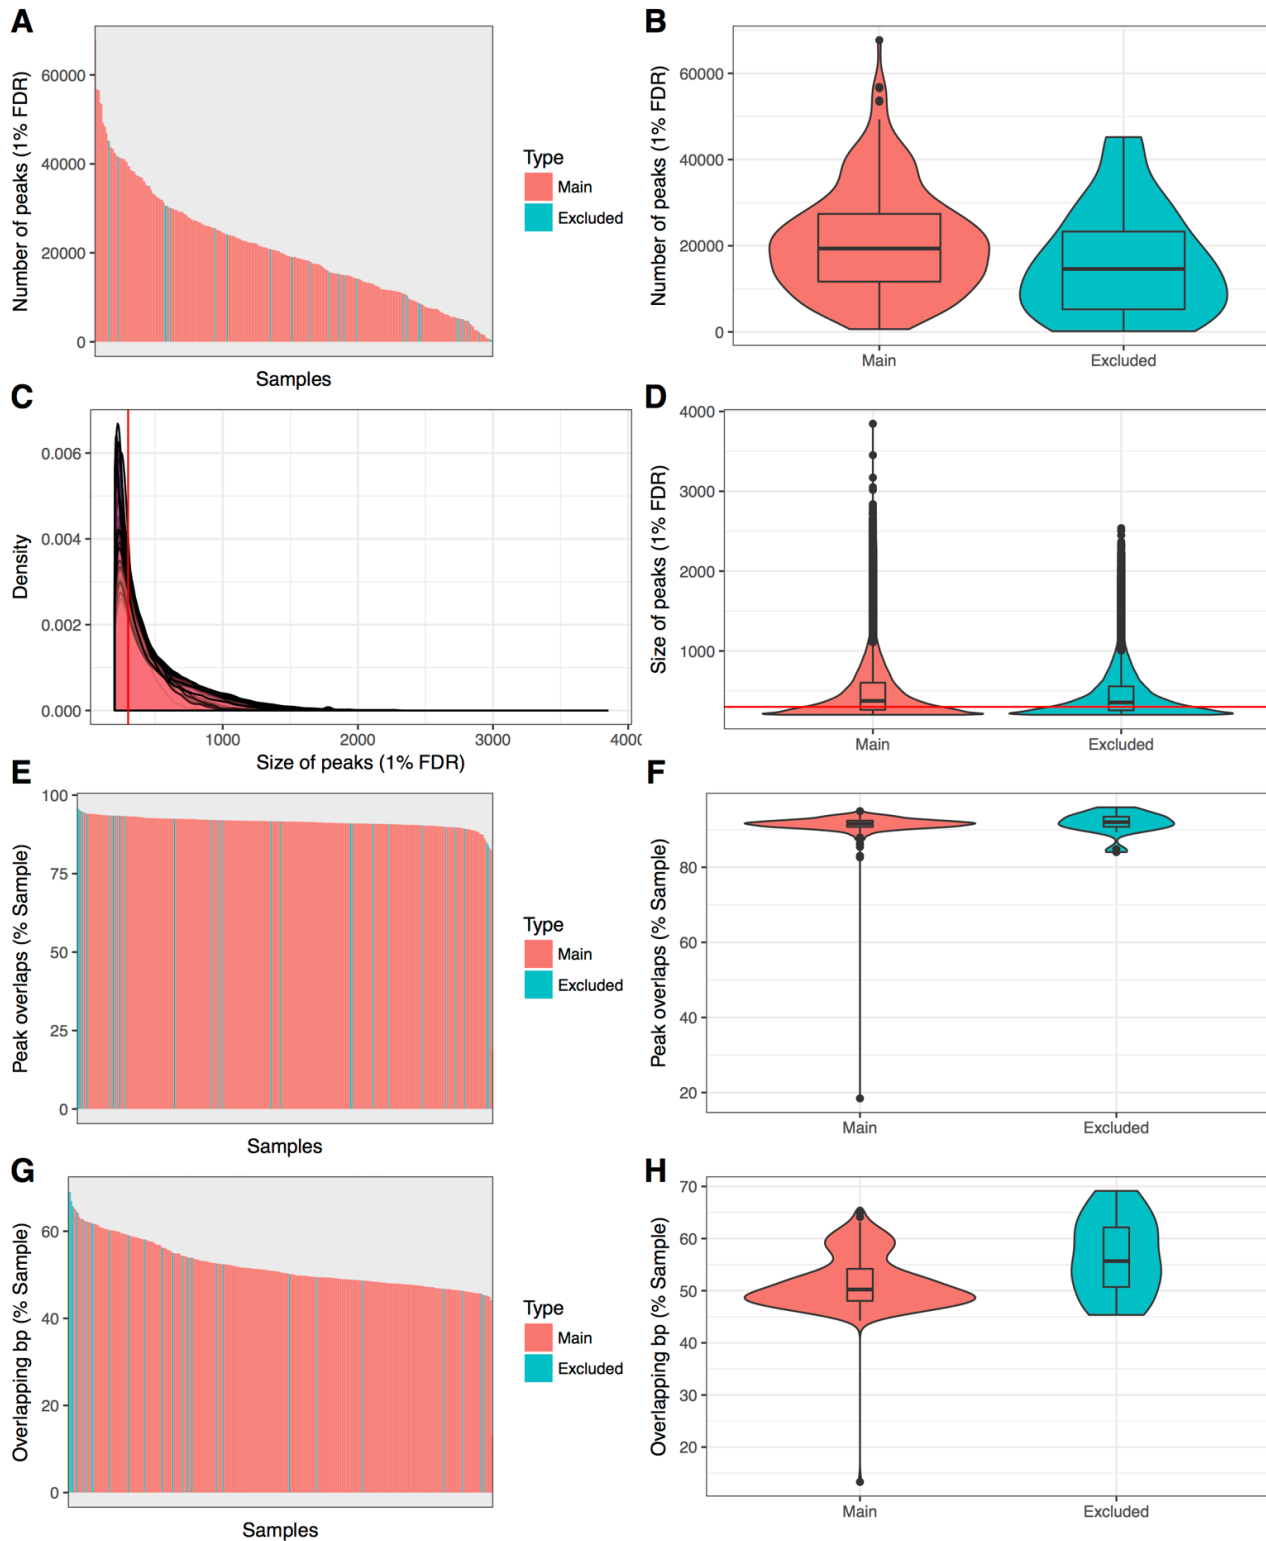 A
Number of peaks (1% FDR)
60000
40000
20000
0
Samples
Type
Main
Excluded
B
Number of peaks (1% FDR)
60000
40000
20000
0
Main
Excluded
C
Density
0.006
0.004
0.002
0.000
1000
2000
3000
4000
Size of peaks (1% FDR)
D
Size of peaks (1% FDR)
4000
3000
2000
1000
Main
Excluded
E
Peak overlaps (% Sample)
100
75
50
25
0
Samples
Type
Main
Excluded
F
Peak overlaps (% Sample)
80
60
40
20
Main
Excluded
G
Overlapping bp (% Sample)
60
40
20
0
Samples
Type
Main
Excluded
H
Overlapping bp (% Sample)
70
60
50
40
30
20
Main
Excluded